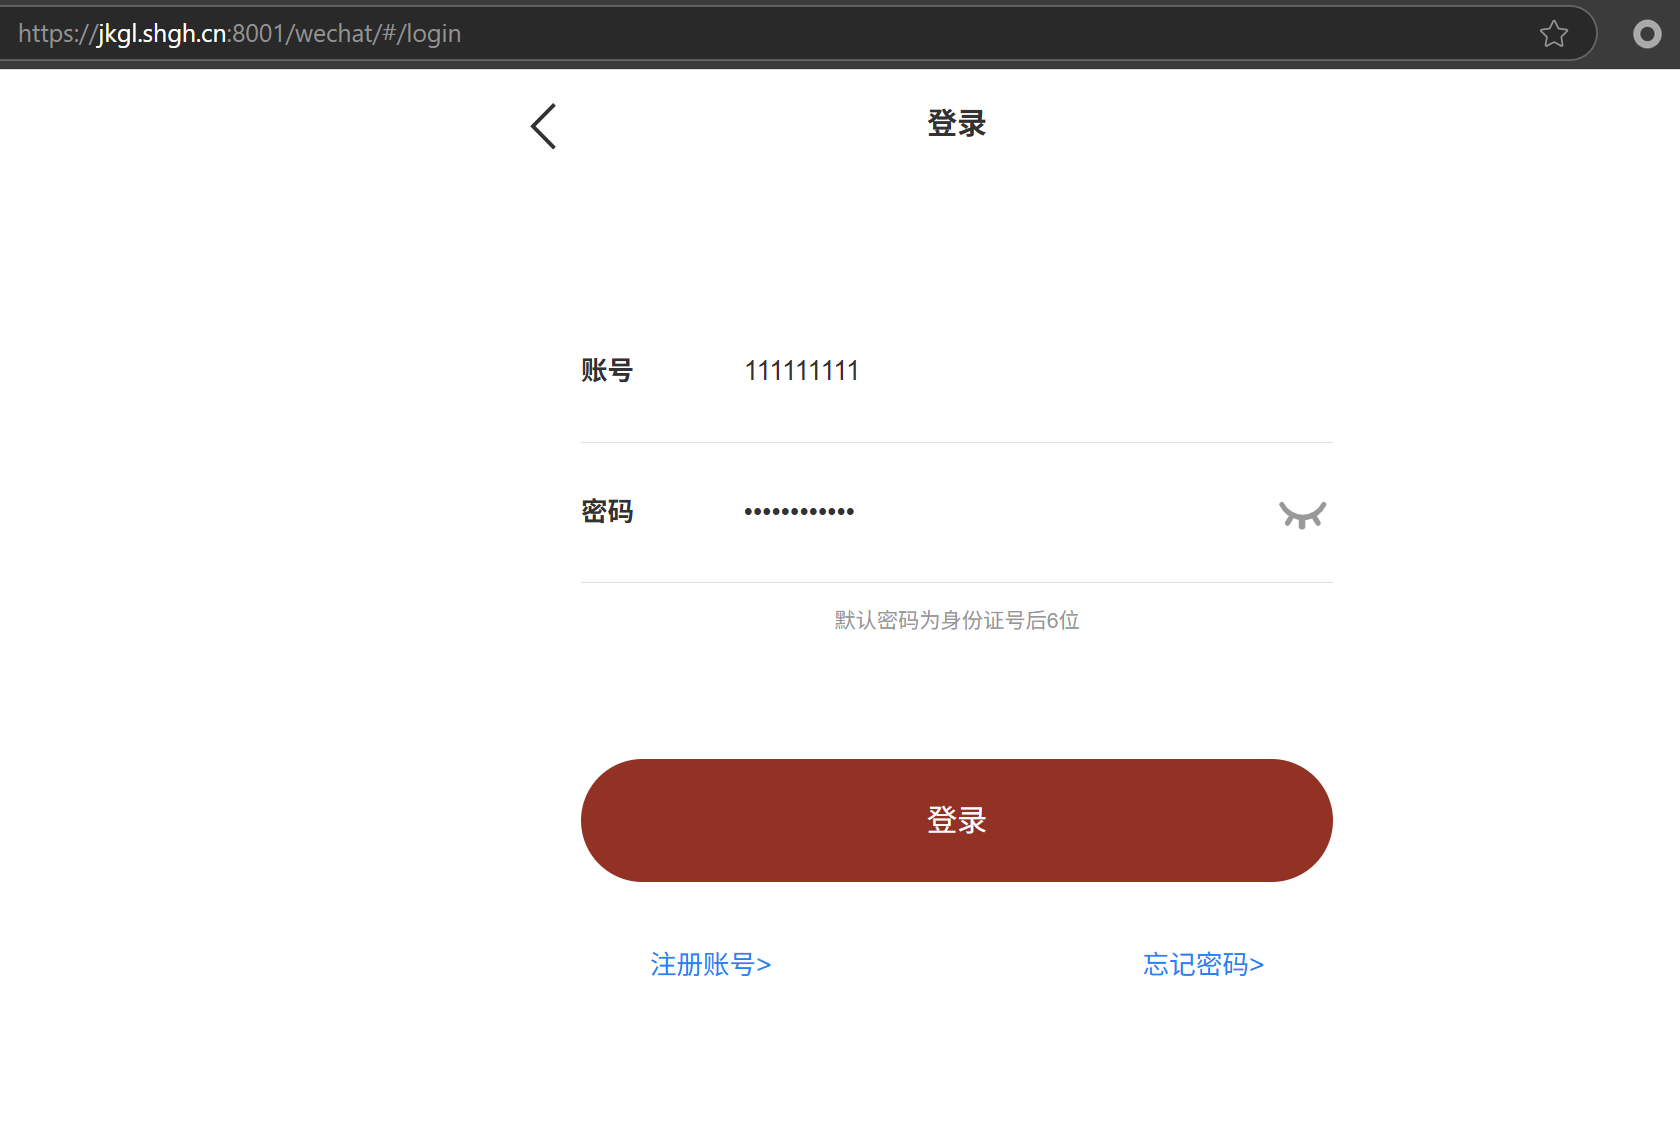 https://jkgl.shgh.cn:8001/wechat/#/login
登录
账号 111111111
密码 ••••••••••••
默认密码为身份证号后6位
登录
注册账号> 忘记密码>